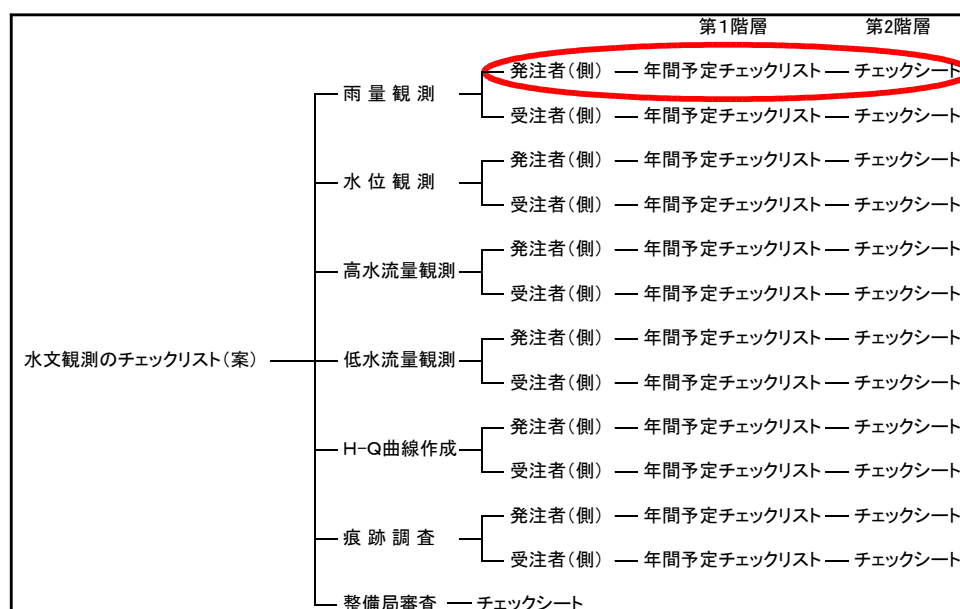 第1階層 第2階層
発注者(側) 年間予定チェックリスト チェックシート
雨量観測
受注者(側) 年間予定チェックリスト チェックシート
発注者(側) 年間予定チェックリスト チェックシート
水位観測
受注者(側) 年間予定チェックリスト チェックシート
発注者(側) 年間予定チェックリスト チェックシート
高水流量観測
受注者(側) 年間予定チェックリスト チェックシート
発注者(側) 年間予定チェックリスト チェックシート
水文観測のチェックリスト(案) 低水流量観測
受注者(側) 年間予定チェックリスト チェックシート
発注者(側) 年間予定チェックリスト チェックシート
H-Q曲線作成
受注者(側) 年間予定チェックリスト チェックシート
発注者(側) 年間予定チェックリスト チェックシート
痕跡調査
受注者(側) 年間予定チェックリスト チェックシート
整備局審査 チェックシート